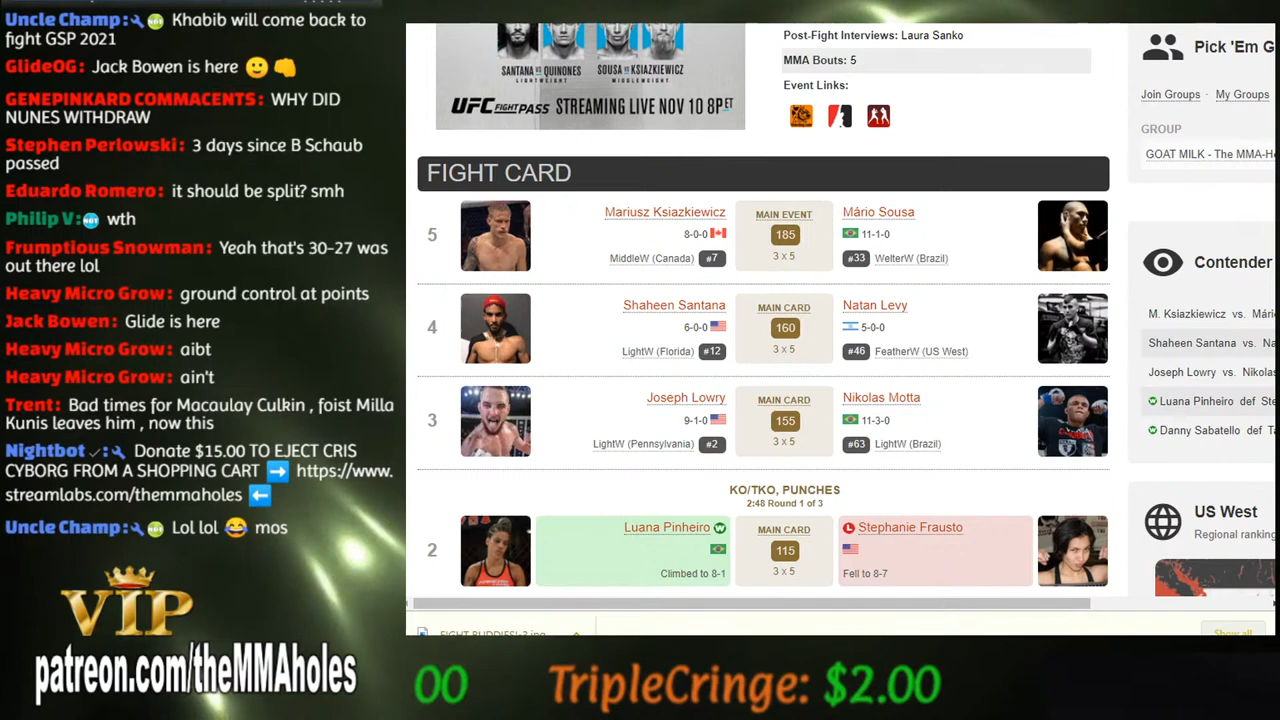 Uncle Champ: Khabib will come back to
fight GSP 2021
GlideOG: Jack Bowen is here 🙂 👊
GENEPINKARD COMMACENTS: WHY DID
NUNES WITHDRAW
Stephen Perlowski: 3 days since B Schaub
passed
Eduardo Romero: it should be split? smh
Philip V: wth
Frumptious Snowman: Yeah that's 30-27 was
out there lol
Heavy Micro Grow: ground control at points
Jack Bowen: Glide is here
Heavy Micro Grow: aibt
Heavy Micro Grow: ain't
Trent: Bad times for Macaulay Culkin , foist Milla
Kunis leaves him , now this
Nightbot ✓: Donate $15.00 TO EJECT CRIS
CYBORG FROM A SHOPPING CART ➡️ https://www.
streamlabs.com/themmaholes ⬅️
Uncle Champ: Lol lol 😂 mos
VIP
patreon.com/theMMAholes
SANTANA VS QUINONES
LIGHTWEIGHT
SOUSA VS KSIAZKIEWICZ
MIDDLEWEIGHT
UFC FIGHT PASS STREAMING LIVE NOV 10 8PM ET
Post-Fight Interviews: Laura Sanko
MMA Bouts: 5
Event Links:
FIGHT CARD
5
Mariusz Ksiazkiewicz
8-0-0
MiddleW (Canada) #7
MAIN EVENT
185
3 x 5
Mário Sousa
11-1-0
#33 WelterW (Brazil)
4
Shaheen Santana
6-0-0
LightW (Florida) #12
MAIN CARD
160
3 x 5
Natan Levy
5-0-0
#46 FeatherW (US West)
3
Joseph Lowry
9-1-0
LightW (Pennsylvania) #2
MAIN CARD
155
3 x 5
Nikolas Motta
11-3-0
#63 LightW (Brazil)
KO/TKO, PUNCHES
2:48 Round 1 of 3
2
Luana Pinheiro W
Climbed to 8-1
MAIN CARD
115
3 x 5
L Stephanie Frausto
Fell to 8-7
Pick 'Em G
Join Groups · My Groups
GROUP
GOAT MILK - The MMA-H
Contender
M. Ksiazkiewicz vs. Mári
Shaheen Santana vs. Na
Joseph Lowry vs. Nikolas
Luana Pinheiro def Ste
Danny Sabatello def T
US West
Regional ranking
FIGHT BUDDIES!-3.jpg
Show all
00 TripleCringe: $2.00